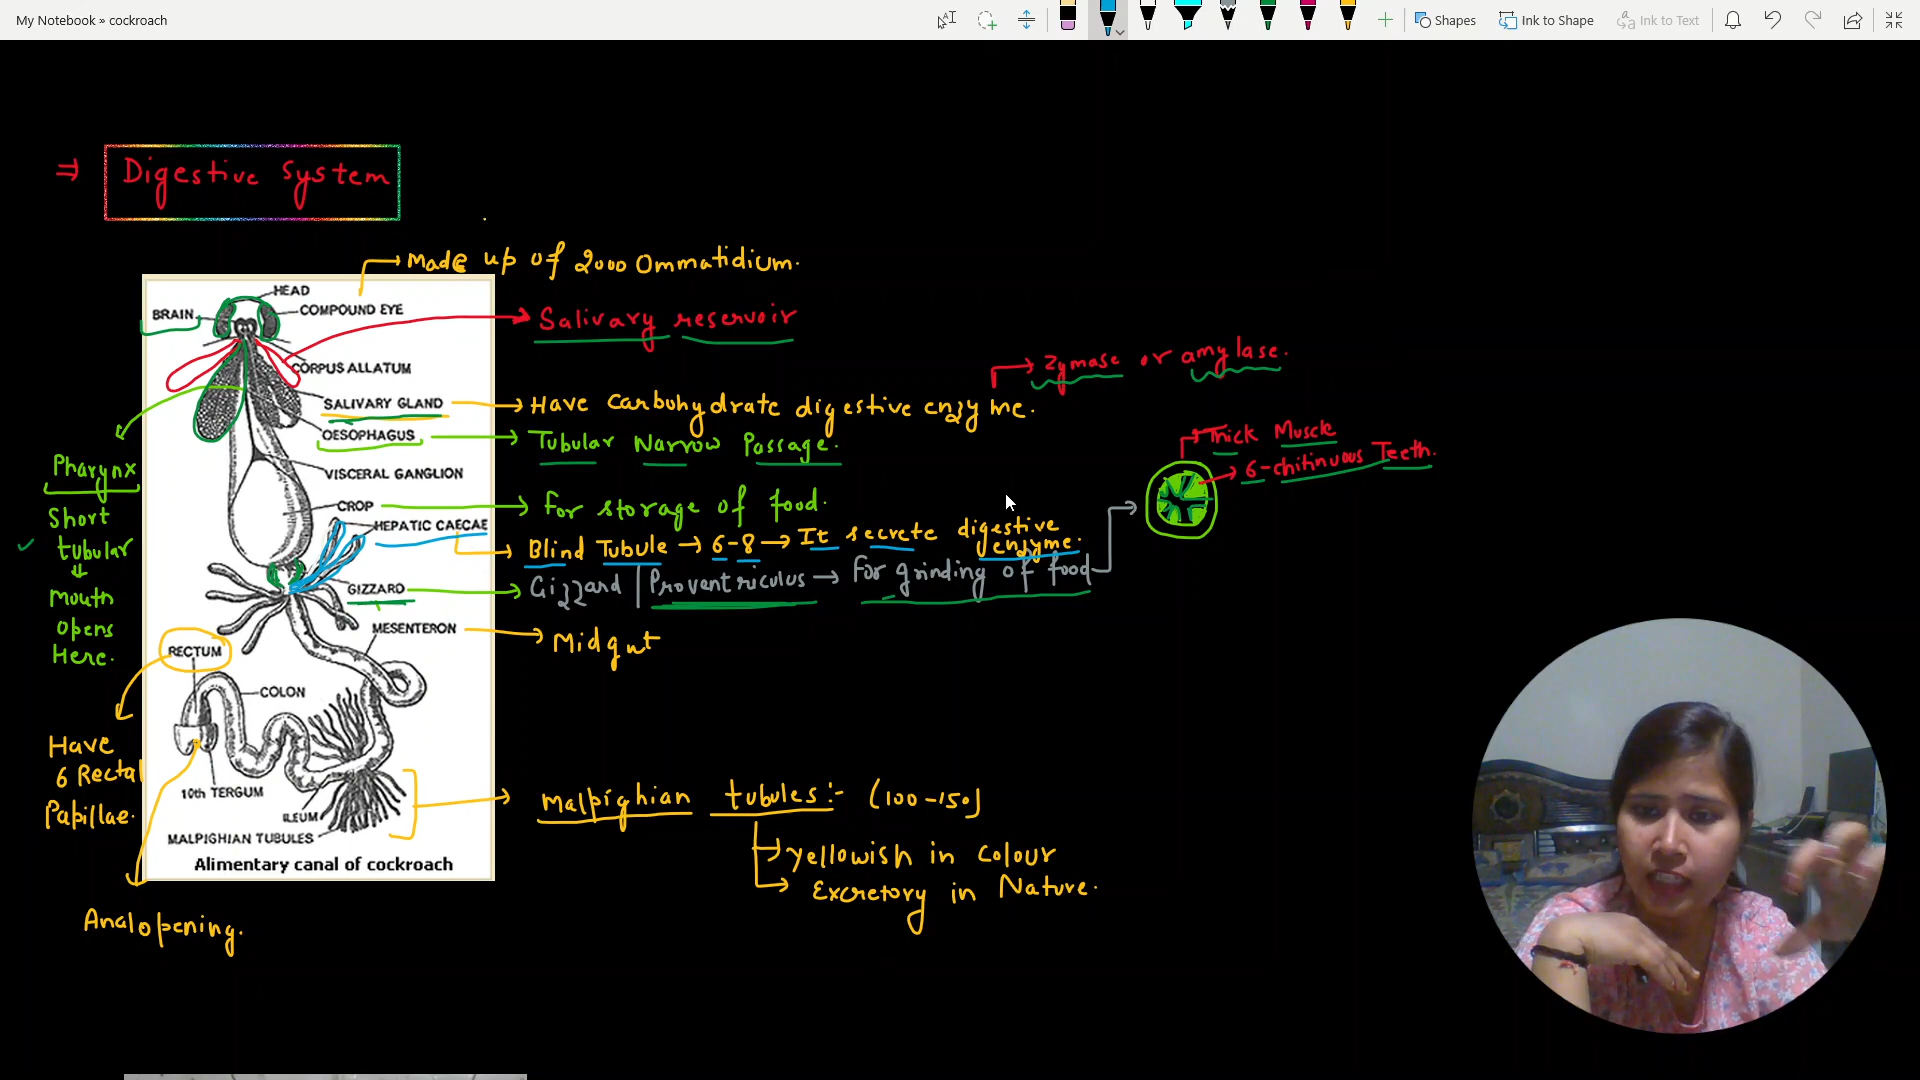 My Notebook » cockroach
Shapes
Ink to Shape
Ink to Text
⇒ Digestive System
→ Made up of 2000 Ommatidium.
HEAD
COMPOUND EYE
BRAIN
→ Salivary reservoir
CORPUS ALLATUM
→ Zymase or amylase.
SALIVARY GLAND → Have Carbohydrate digestive enzyme.
OESOPHAGUS → Tubular Narrow Passage.
→ Thick Muscle
→ 6-chitinuous Teeth.
VISCERAL GANGLION
CROP → For storage of food.
HEPATIC CAECAE
→ Blind Tubule → 6-8 → It secrete digestive
enzyme.
GIZZARD → Gizzard | Proventriculus → For grinding of food
MESENTERON → Midgut
Pharynx
✓ Short
tubular
↓
Mouth
opens
Here.
RECTUM
COLON
Have
6 Rectal
Papillae.
10th TERGUM
ILEUM
MALPIGHIAN TUBULES
→ Malpighian tubules:- (100-150)
→ Yellowish in Colour
→ Excretory in Nature.
Alimentary canal of cockroach
Anal opening.